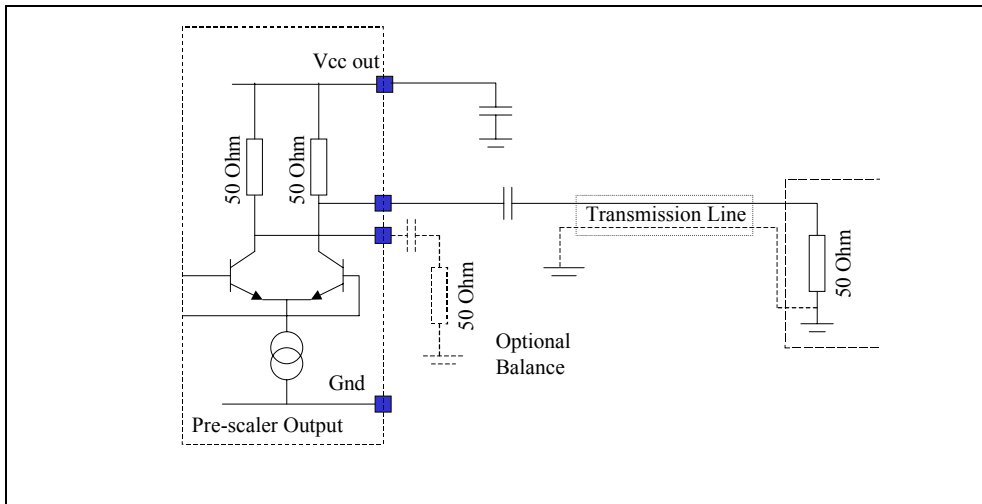 Vcc out
50 Ohm
50 Ohm
Transmission Line
50 Ohm
50 Ohm
Optional
Balance
Gnd
Pre-scaler Output